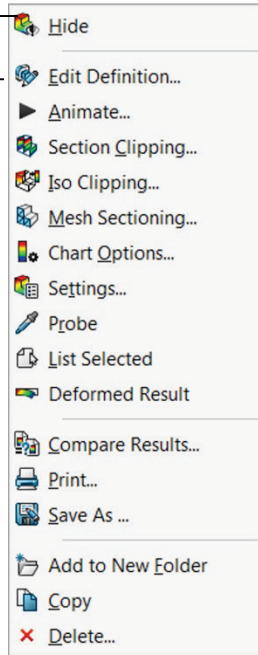 Hide
Edit Definition...
Animate...
Section Clipping...
Iso Clipping...
Mesh Sectioning...
Chart Options...
Settings...
Probe
List Selected
Deformed Result
Compare Results...
Print...
Save As ...
Add to New Folder
Copy
Delete...